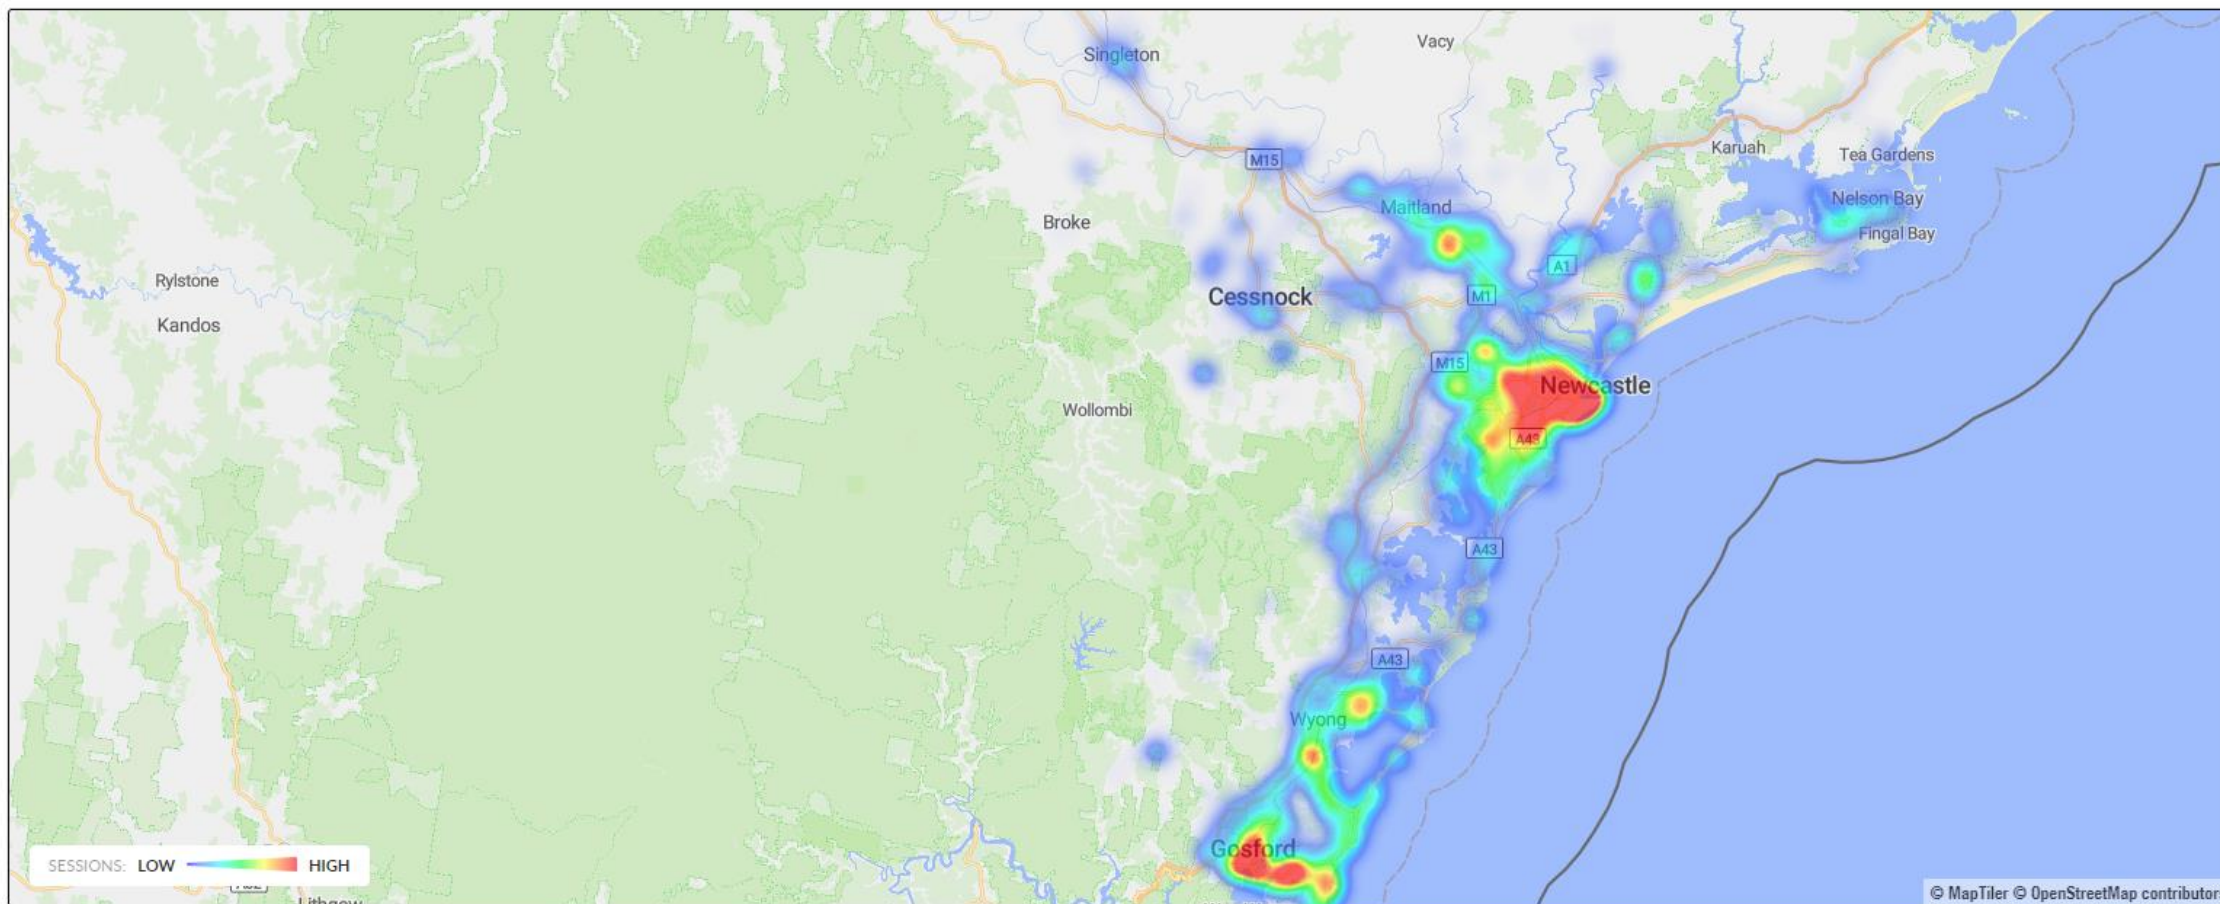 Singleton
Vacy
M15
Karuah
Tea Gardens
Maitland
Nelson Bay
Broke
Fingal Bay
A1
Rylstone
Cessnock
M1
Kandos
M15
Newcastle
Wollombi
A43
A43
A43
Wyong
Gosford
SESSIONS: LOW HIGH
© MapTiler © OpenStreetMap contributors